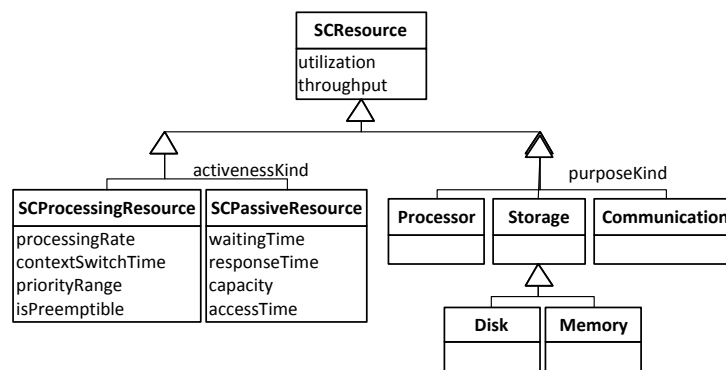 SCResource
utilization
throughput
activenessKind
purposeKind
SCProcessingResource
processingRate
contextSwitchTime
priorityRange
isPreemptible
SCPassiveResource
waitingTime
responseTime
capacity
accessTime
Processor
Storage
Communication
Disk
Memory